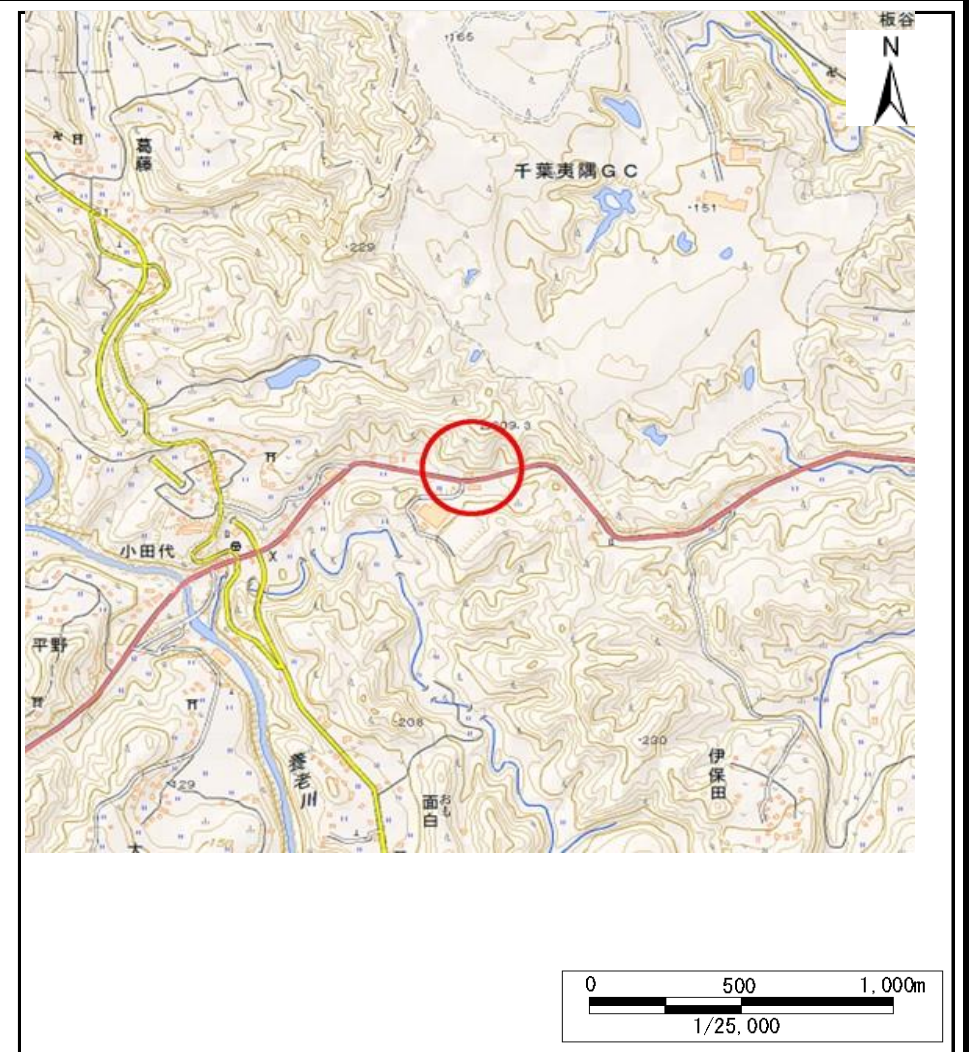 板谷
・165
N
葛藤
千葉夷隅GC
・151
・229
209.3
小田代
平野
・208
・230
伊保田
養老川
129
面白
おも
150
0 500 1,000m
1/25,000